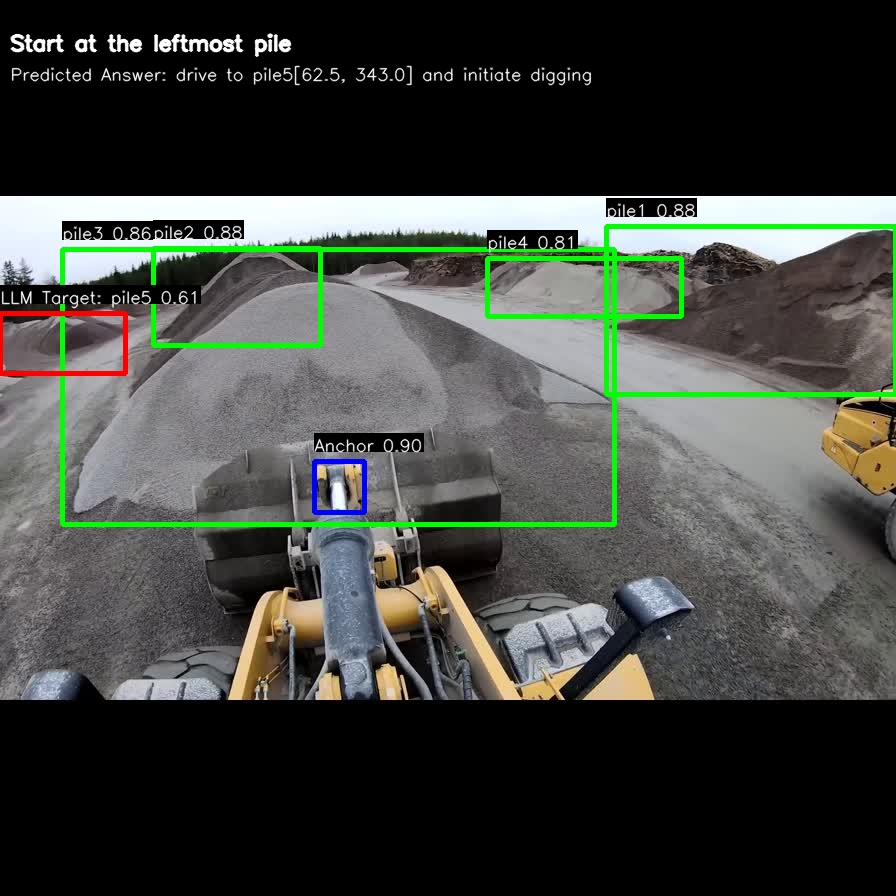 Start at the leftmost pile
Predicted Answer: drive to pile5[62.5, 343.0] and initiate digging
pile1 0.88
pile3 0.86
pile2 0.88
pile4 0.81
LLM Target: pile5 0.61
Anchor 0.90